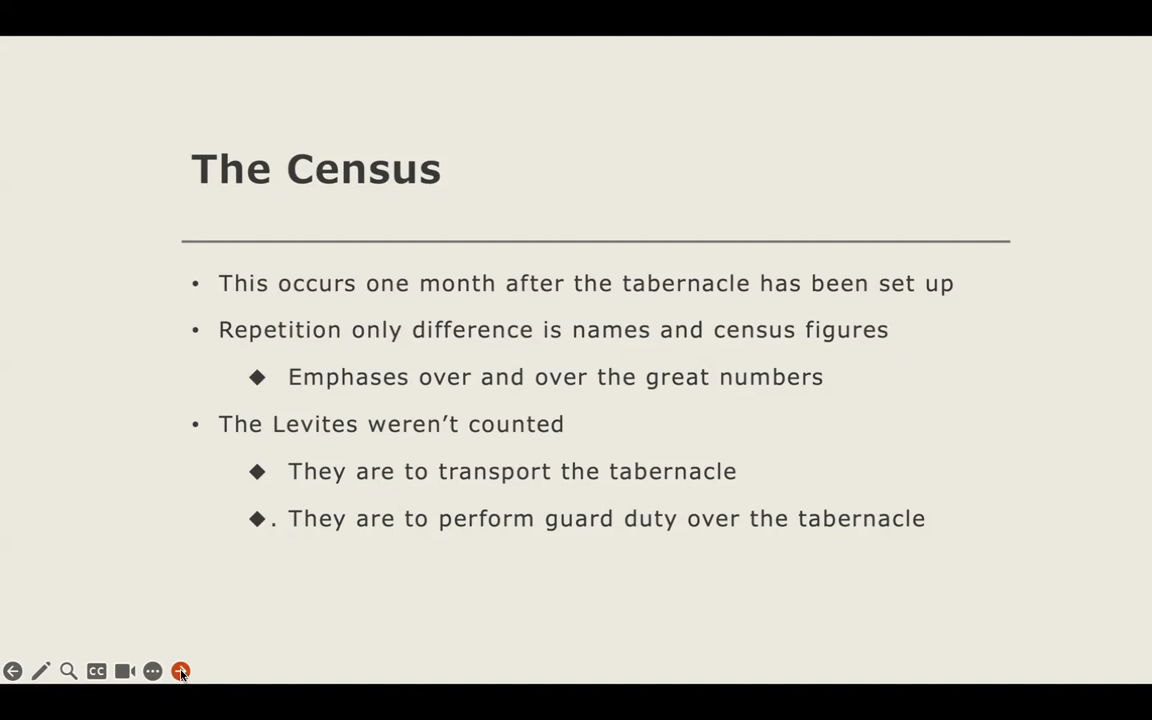 The Census
• This occurs one month after the tabernacle has been set up
• Repetition only difference is names and census figures
◆ Emphases over and over the great numbers
• The Levites weren’t counted
◆ They are to transport the tabernacle
◆. They are to perform guard duty over the tabernacle
CC